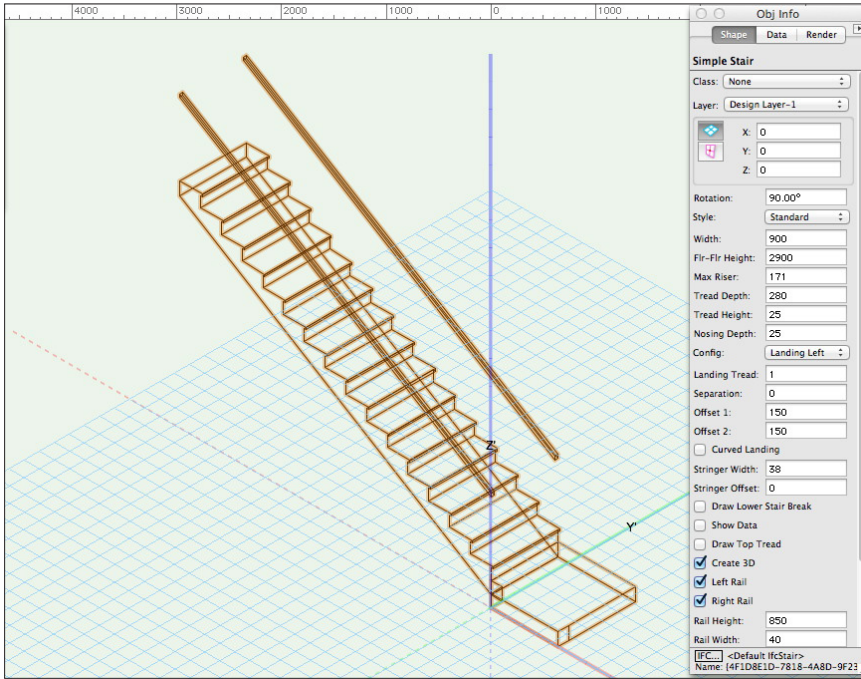 4000 3000 2000 1000 0 1000
Z'
Y'
Obj Info
Shape Data Render
Simple Stair
Class: None
Layer: Design Layer-1
X: 0
Y: 0
Z: 0
Rotation: 90.00°
Style: Standard
Width: 900
Flr-Flr Height: 2900
Max Riser: 171
Tread Depth: 280
Tread Height: 25
Nosing Depth: 25
Config: Landing Left
Landing Tread: 1
Separation: 0
Offset 1: 150
Offset 2: 150
Curved Landing
Stringer Width: 38
Stringer Offset: 0
Draw Lower Stair Break
Show Data
Draw Top Tread
Create 3D
Left Rail
Right Rail
Rail Height: 850
Rail Width: 40
IFC... <Default IfcStair>
Name: {4F1D8E1D-7818-4A8D-9F23